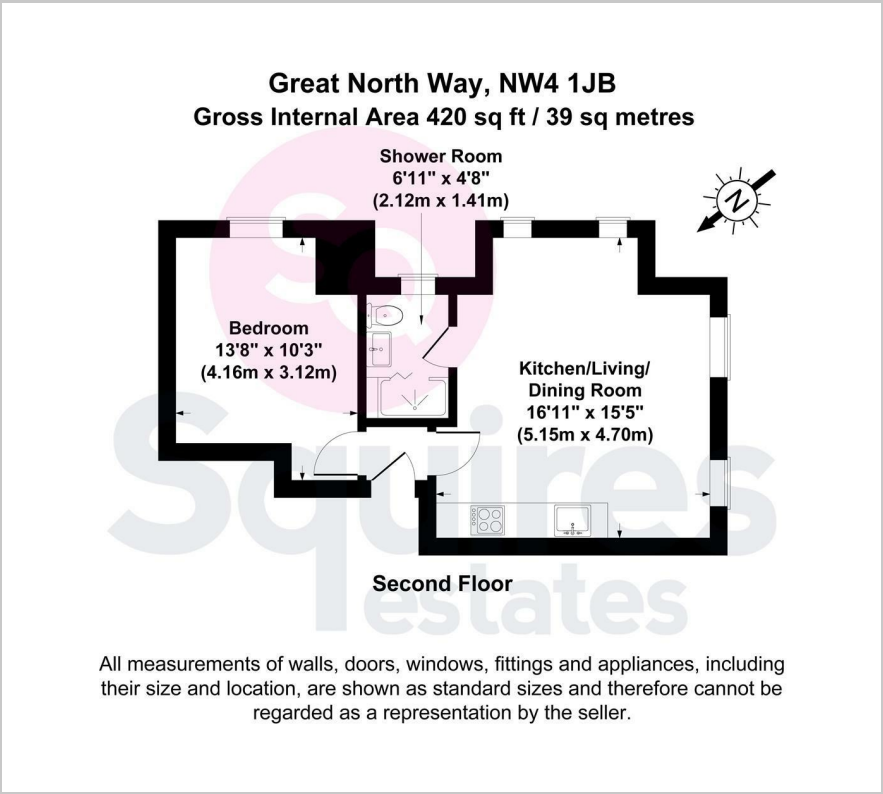 Great North Way, NW4 1JB
Gross Internal Area 420 sq ft / 39 sq metres
Shower Room
6'11" x 4'8"
(2.12m x 1.41m)
N
SQ
Bedroom
13'8" x 10'3"
(4.16m x 3.12m)
Kitchen/Living/
Dining Room
16'11" x 15'5"
(5.15m x 4.70m)
Squires
estates
Second Floor
All measurements of walls, doors, windows, fittings and appliances, including
their size and location, are shown as standard sizes and therefore cannot be
regarded as a representation by the seller.